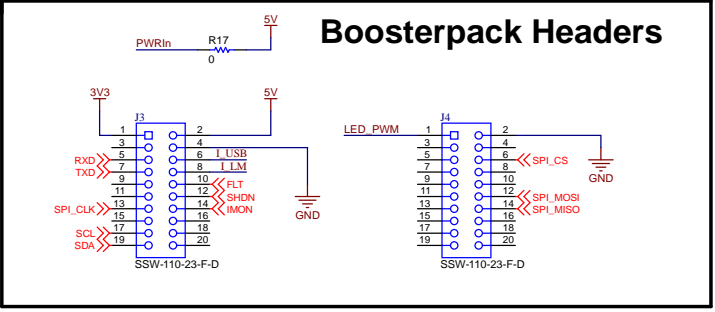 Boosterpack Headers
5V
PWRIn
R17
0
3V3
5V
J3
1 2
3 4
5 6
7 8
9 10
11 12
13 14
15 16
17 18
19 20
RXD
TXD
SPI_CLK
SCL
SDA
I_USB
I_LM
FLT
SHDN
IMON
GND
SSW-110-23-F-D
LED_PWM
J4
1 2
3 4
5 6
7 8
9 10
11 12
13 14
15 16
17 18
19 20
SPI_CS
SPI_MOSI
SPI_MISO
GND
SSW-110-23-F-D